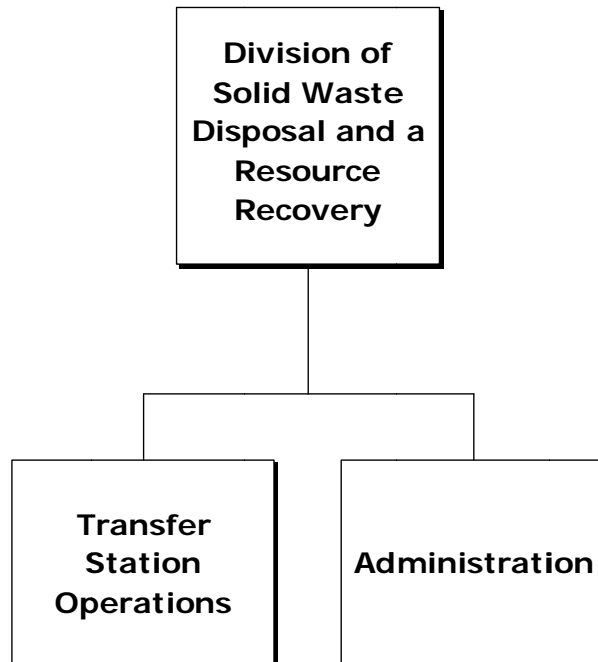 Division of
Solid Waste
Disposal and a
Resource
Recovery
Transfer
Station
Operations
Administration